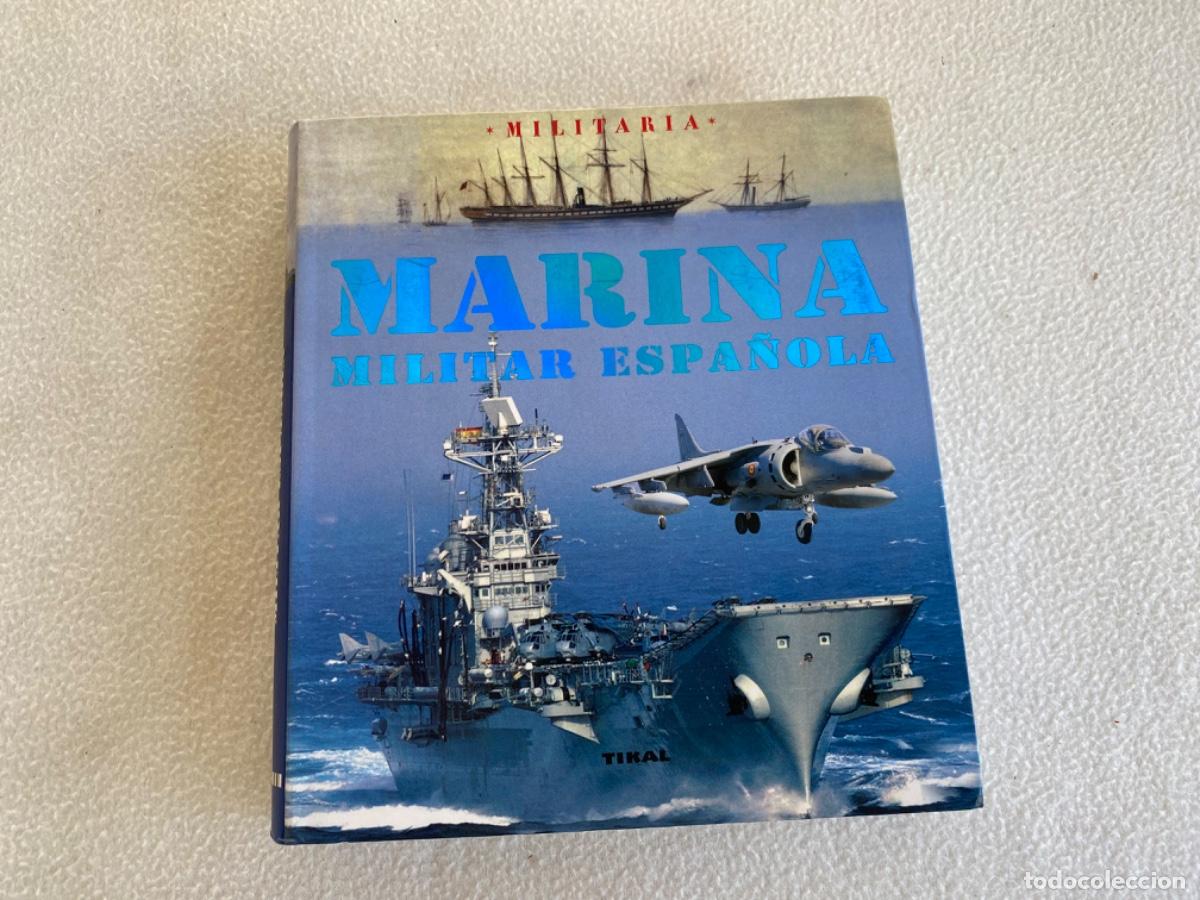 * MILITARIA *
MARINA
MILITAR ESPAÑOLA
TIKAL
todocoleccion